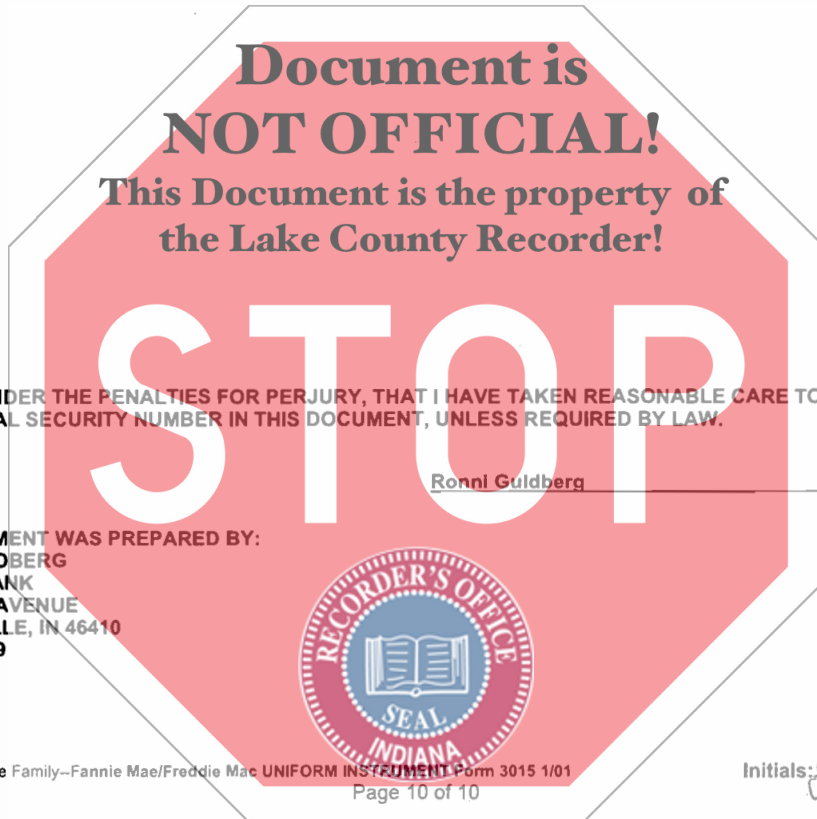 Document is
NOT OFFICIAL!
This Document is the property of
the Lake County Recorder!
STOP
DER THE PENALTIES FOR PERJURY, THAT I HAVE TAKEN REASONABLE CARE TO
AL SECURITY NUMBER IN THIS DOCUMENT, UNLESS REQUIRED BY LAW.
Ronni Guldberg
MENT WAS PREPARED BY:
DBERG
ANK
AVENUE
LLE, IN 46410
9
RECORDER'S OFFICE
SEAL
INDIANA
e Family--Fannie Mae/Freddie Mac UNIFORM INSTRUMENT Form 3015 1/01
Initials:
Page 10 of 10